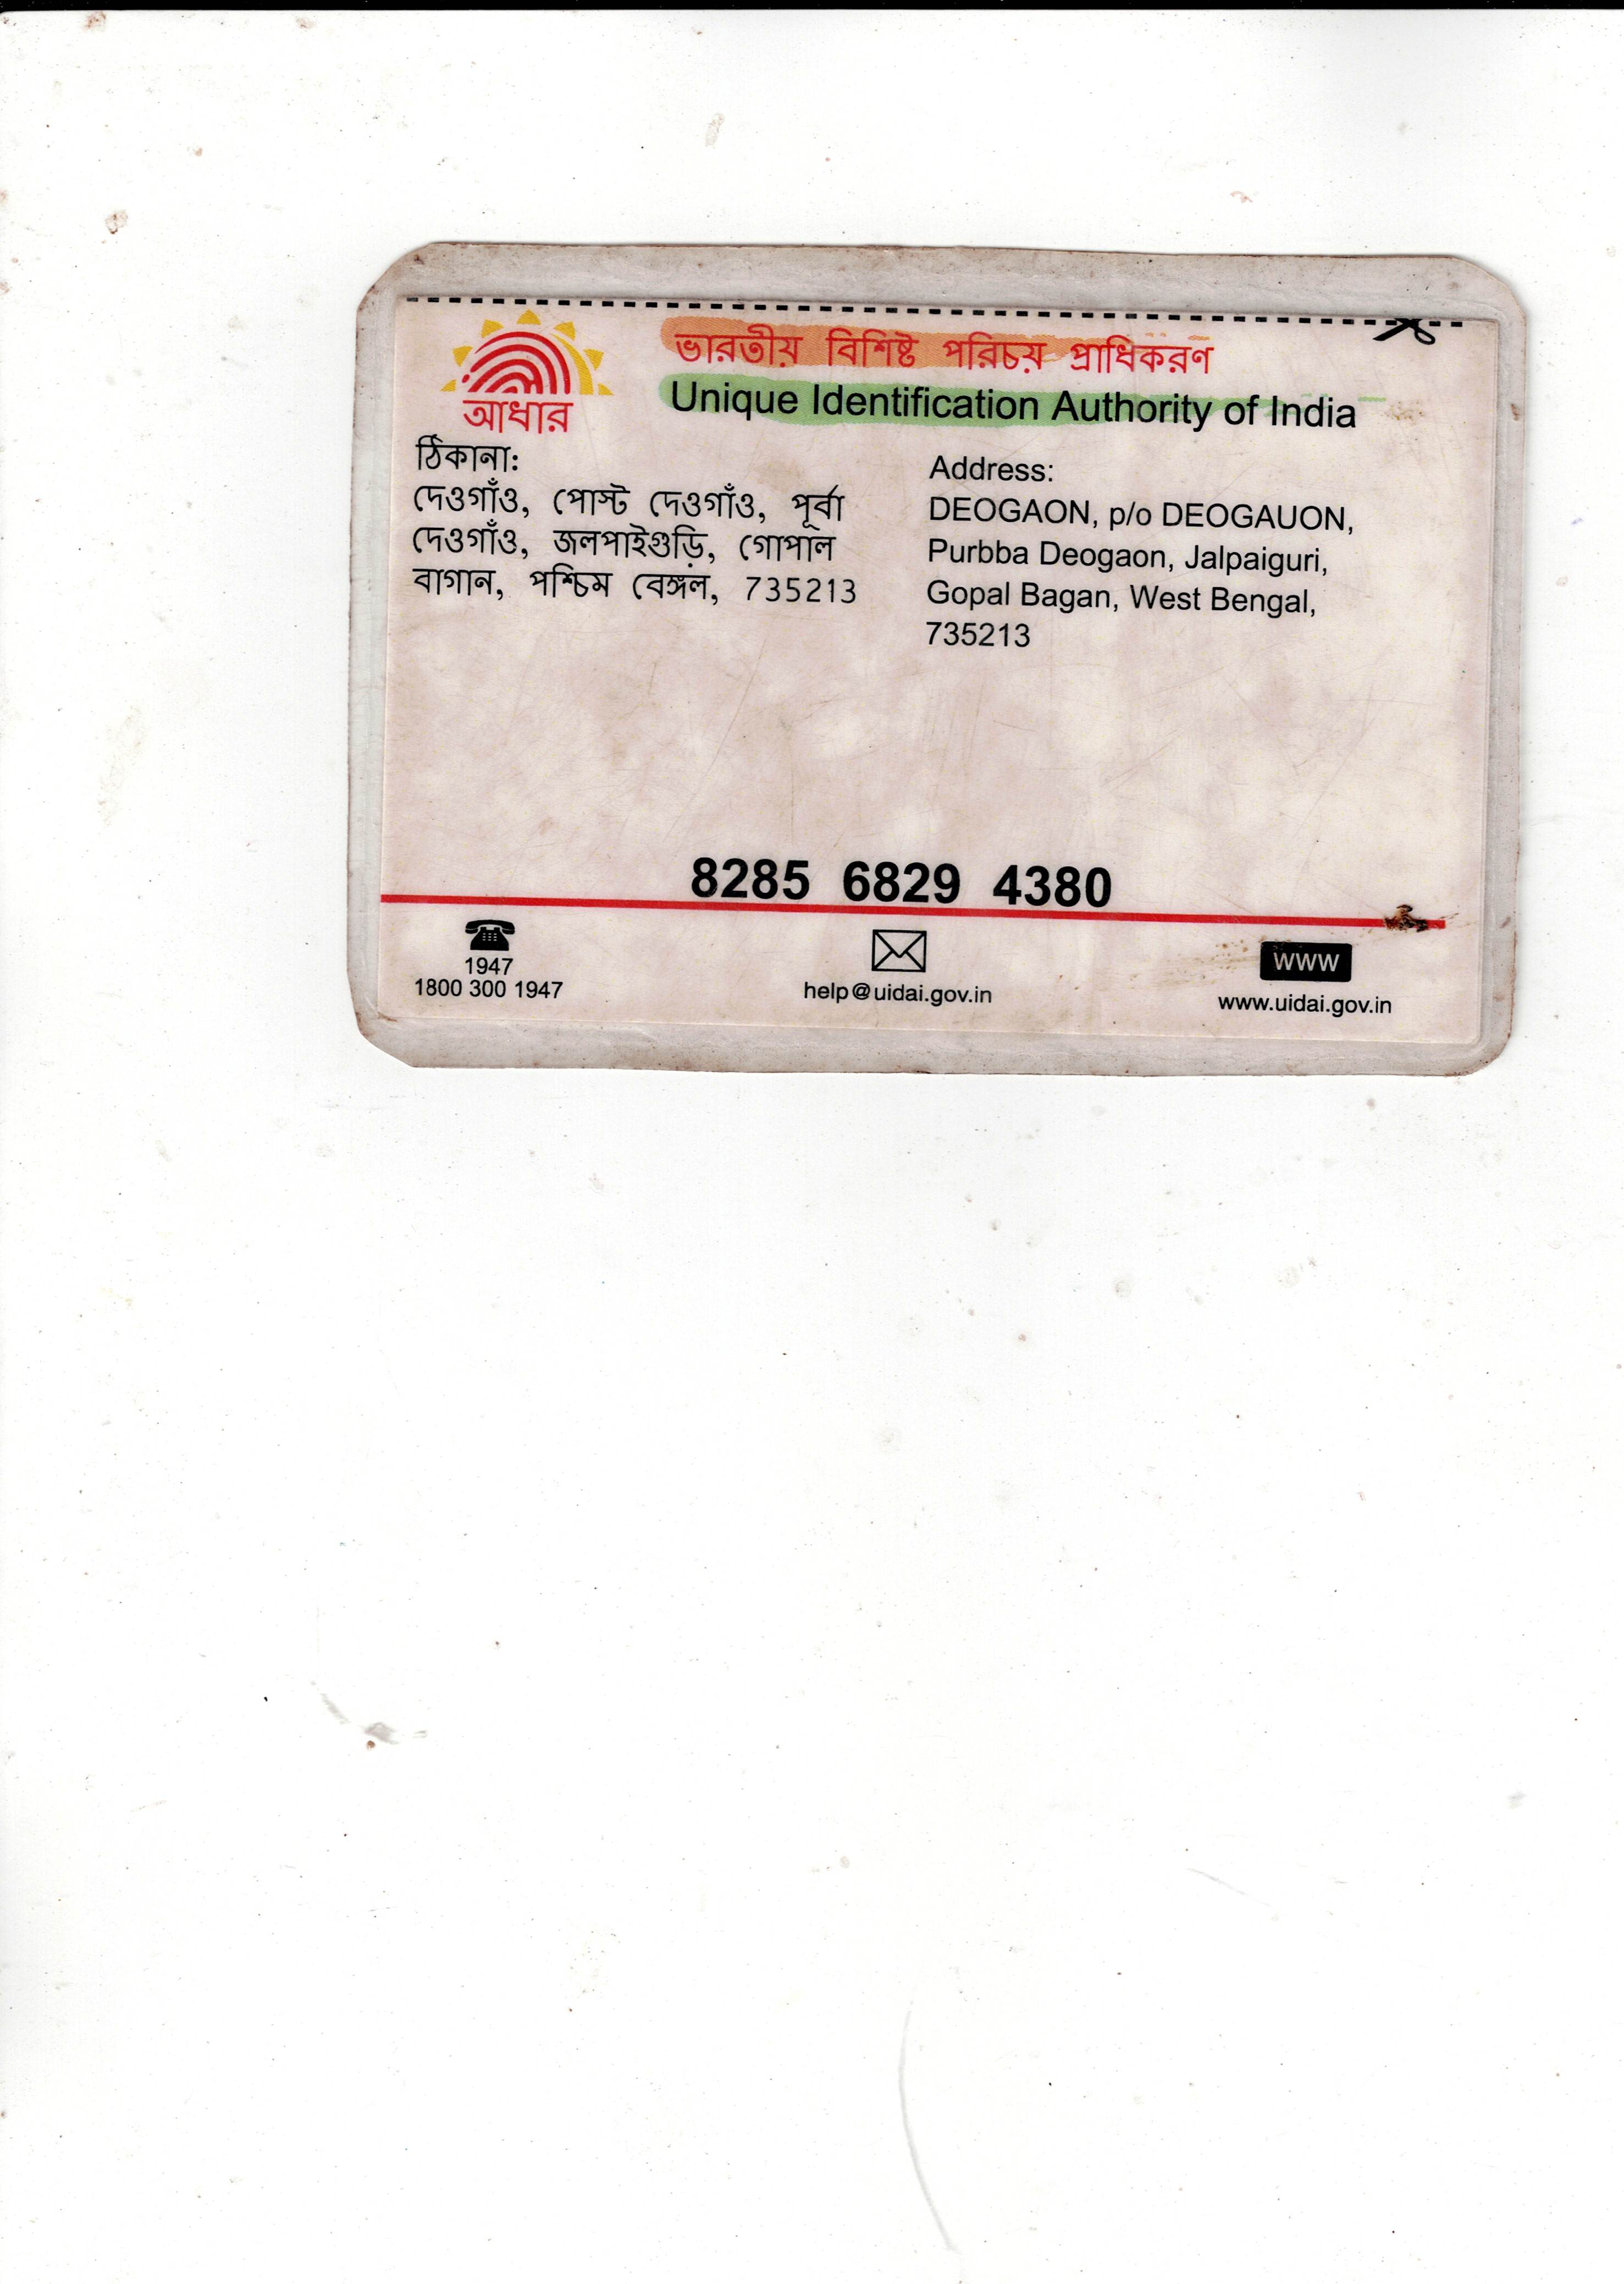 ভারতীয় বিশিষ্ট পরিচয় প্রাধিকরণ
Unique Identification Authority of India
আধার
ঠিকানা:
দেওগাঁও, পোস্ট দেওগাঁও, পূর্বা
দেওগাঁও, জলপাইগুড়ি, গোপাল
বাগান, পশ্চিম বেঙ্গল, 735213
Address:
DEOGAON, p/o DEOGAUON,
Purbba Deogaon, Jalpaiguri,
Gopal Bagan, West Bengal,
735213
8285 6829 4380
1947
1800 300 1947
help@uidai.gov.in
WWW
www.uidai.gov.in